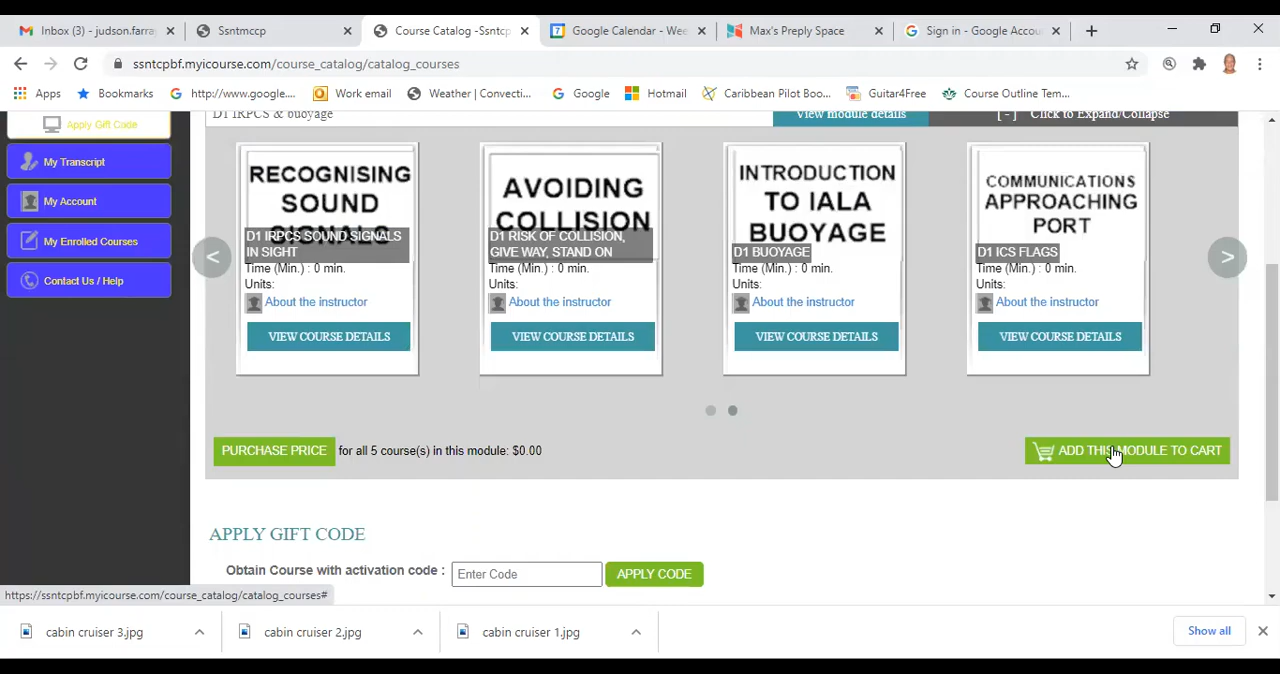 Inbox (3) - judson.farra
Ssntmccp
Course Catalog -Ssntcp
Google Calendar - Wee
Max's Preply Space
Sign in - Google Accou
ssntcpbf.myicourse.com/course_catalog/catalog_courses
Apps
Bookmarks
http://www.google....
Work email
Weather | Convecti...
Google
Hotmail
Caribbean Pilot Boo...
Guitar4Free
Course Outline Tem...
Apply Gift Code
My Transcript
My Account
My Enrolled Courses
Contact Us / Help
D1 IRPCS & buoyage
View module details
[ - ] Click to Expand/Collapse
<
RECOGNISING
SOUND
D1 IRPCS SOUND SIGNALS
IN SIGHT
Time (Min.) : 0 min.
Units:
About the instructor
VIEW COURSE DETAILS
AVOIDING
COLLISION
D1 RISK OF COLLISION,
GIVE WAY, STAND ON
Time (Min.) : 0 min.
Units:
About the instructor
VIEW COURSE DETAILS
INTRODUCTION
TO IALA
BUOYAGE
D1 BUOYAGE
Time (Min.) : 0 min.
Units:
About the instructor
VIEW COURSE DETAILS
COMMUNICATIONS
APPROACHING
PORT
D1 ICS FLAGS
Time (Min.) : 0 min.
Units:
About the instructor
VIEW COURSE DETAILS
>
PURCHASE PRICE for all 5 course(s) in this module: $0.00
ADD THIS MODULE TO CART
APPLY GIFT CODE
Obtain Course with activation code :
Enter Code
APPLY CODE
https://ssntcpbf.myicourse.com/course_catalog/catalog_courses#
cabin cruiser 3.jpg
cabin cruiser 2.jpg
cabin cruiser 1.jpg
Show all